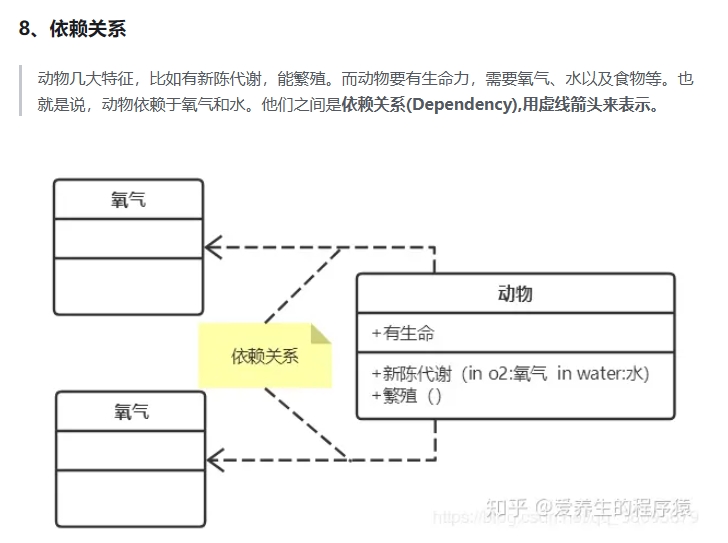 8、依赖关系
动物几大特征，比如有新陈代谢，能繁殖。而动物要有生命力，需要氧气、水以及食物等。也
就是说，动物依赖于氧气和水。他们之间是依赖关系(Dependency),用虚线箭头来表示。
氧气
动物
+有生命
依赖关系
+新陈代谢（in o2:氧气 in water:水)
+繁殖（）
氧气
知乎 @爱养生的程序猿